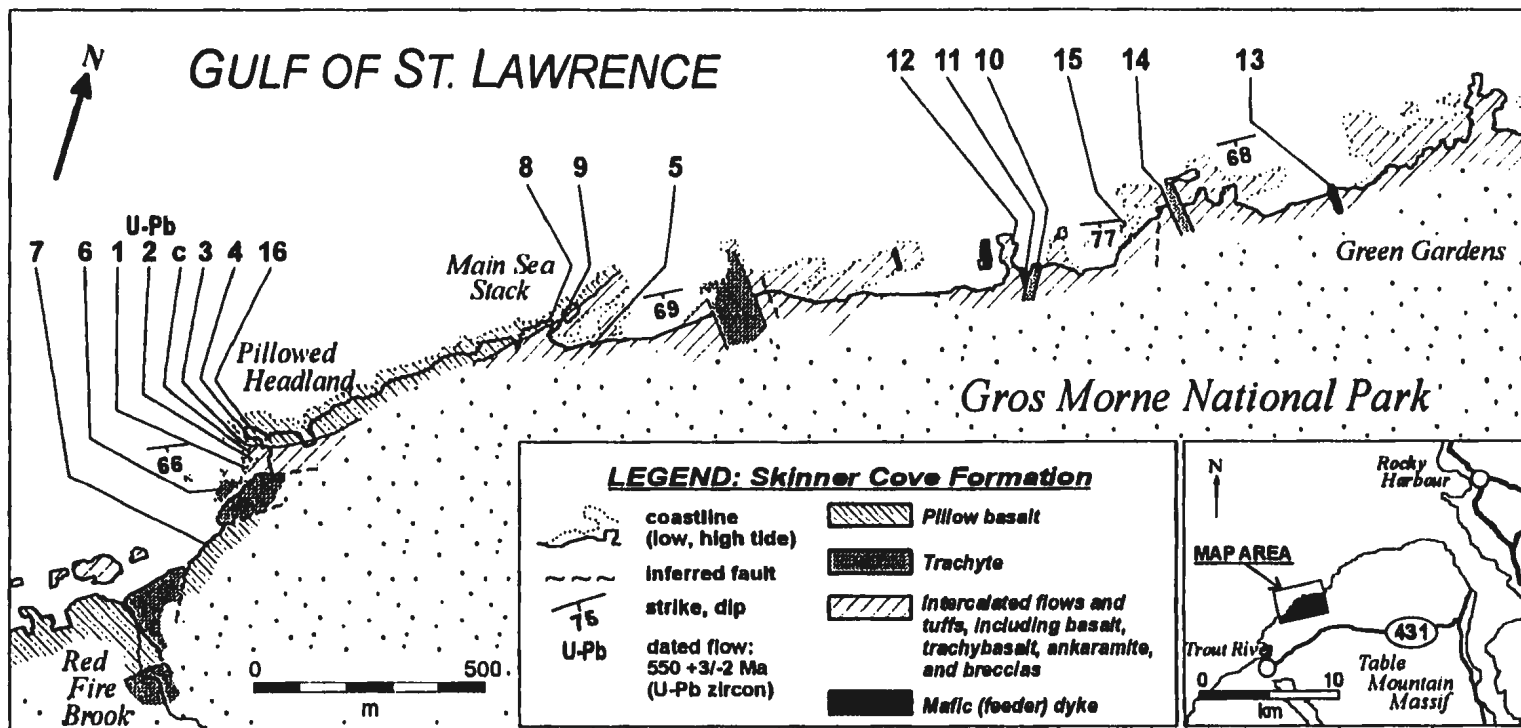 N
GULF OF ST. LAWRENCE
12 11 10 15 14 13
68
8 9 5
77
Green Gardens
U-Pb
7 6 1 2 c 3 4 16
Main Sea
Stack
69
Pillowed
Headland
Gros Morne National Park
66
Red
Fire
Brook
0 500
m
LEGEND: Skinner Cove Formation
coastline
(low, high tide)
inferred fault
75
strike, dip
U-Pb
dated flow:
550 +3/-2 Ma
(U-Pb zircon)
Pillow basalt
Trachyte
Intercalated flows and
tuffs, including basalt,
trachybasalt, ankaramite,
and breccias
Mafic (feeder) dyke
N
Rocky
Harbour
MAP AREA
431
Trout River
Table
Mountain
Massif
0 10
km